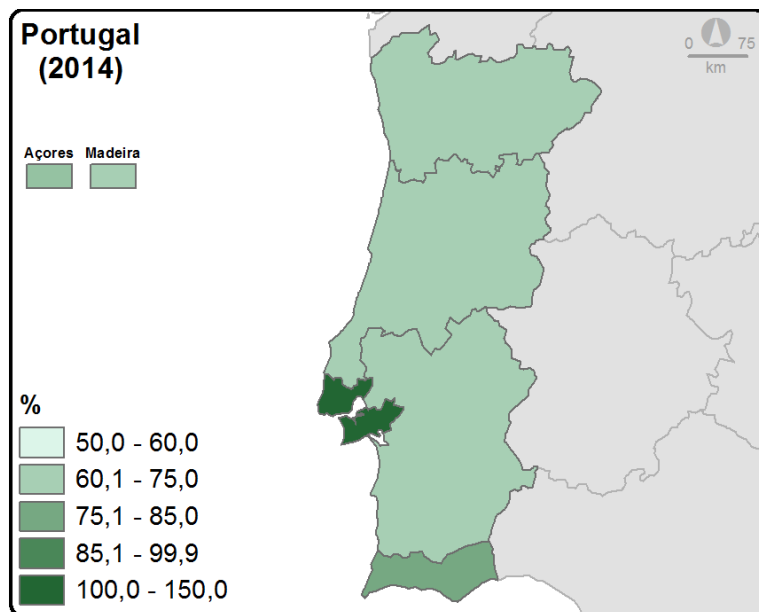 Portugal
(2014)
0 75
km
Açores Madeira
%
50,0 - 60,0
60,1 - 75,0
75,1 - 85,0
85,1 - 99,9
100,0 - 150,0